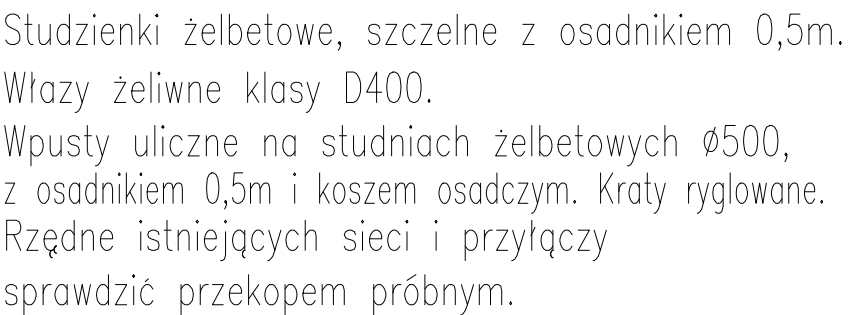 Studzienki żelbetowe, szczelne z osadnikiem 0,5m.
Włazy żeliwne klasy D400.
Wpusty uliczne na studniach żelbetowych ø500,
z osadnikiem 0,5m i koszem osadczym. Kraty ryglowane.
Rzędne istniejących sieci i przyłączy
sprawdzić przekopem próbnym.